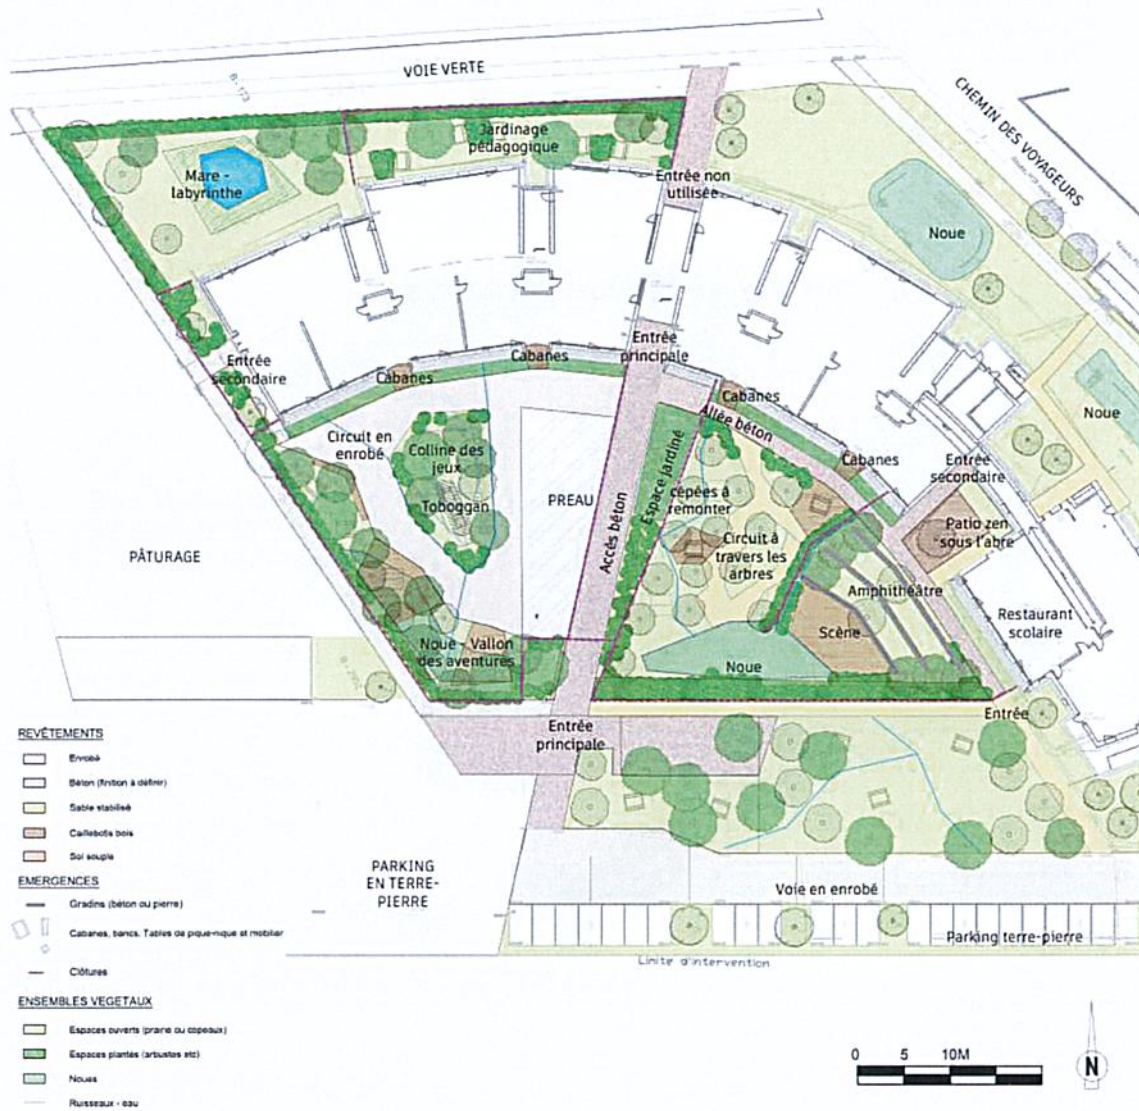 VOIE VERTE
CHEMIN DES VOYAGEURS
Jardinage
pédagogique
Mare -
labyrinthe
Entrée non
utilisée
Noue
Entrée
principale
Cabanes
Cabanes
Entrée
secondaire
Cabanes
Allée béton
Noue
Circuit en
enrobé
Colline des
jeux
Toboggan
PREAU
Accès béton
Espace jardiné
cépées à
remonter
Cabanes
Entrée
secondaire
Circuit à
travers les
arbres
Patio zen
sous l'abre
PÂTURAGE
Amphithéâtre
Scène
Restaurant
scolaire
Noue - Vallon
des aventures
Noue
Entrée
Entrée
principale
REVÊTEMENTS
Enrobé
Béton (finition à définir)
Sable stabilisé
Caillebotis bois
Sol souple
EMERGENCES
Gradins (béton ou pierre)
Cabanes, bancs, Tables de pique-nique et mobilier
Clôtures
ENSEMBLES VEGETAUX
Espaces ouverts (prairie ou copeaux)
Espaces plantés (arbustes etc)
Noues
Ruisseaux - eau
PARKING
EN TERRE-
PIERRE
Voie en enrobé
Parking terre-pierre
Limite d'intervention
0 5 10M
N